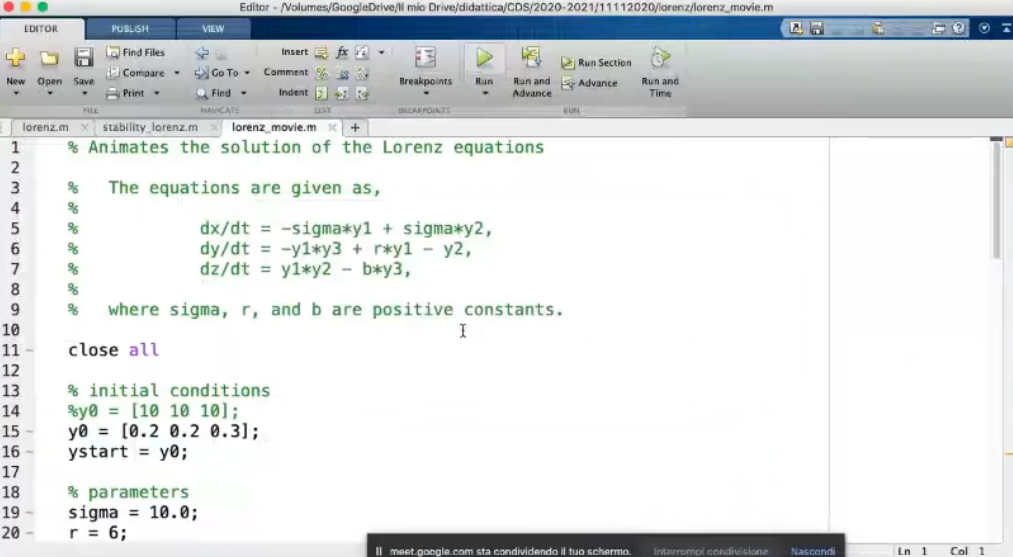 Editor - /Volumes/GoogleDrive/Il mio Drive/didattica/CDS/2020-2021/11112020/lorenz/lorenz_movie.m
EDITOR PUBLISH VIEW
Find Files Insert fx
Compare Go To Comment % Run Section
New Open Save Print Find Indent Breakpoints Run Run and Advance Advance Run and Time
FILE NAVIGATE EDIT BREAKPOINTS RUN
lorenz.m × stability_lorenz.m × lorenz_movie.m × +
1 % Animates the solution of the Lorenz equations
2
3 % The equations are given as,
4 %
5 % dx/dt = -sigma*y1 + sigma*y2,
6 % dy/dt = -y1*y3 + r*y1 - y2,
7 % dz/dt = y1*y2 - b*y3,
8 %
9 % where sigma, r, and b are positive constants.
10
11 - close all
12
13 % initial conditions
14 %y0 = [10 10 10];
15 - y0 = [0.2 0.2 0.3];
16 - ystart = y0;
17
18 % parameters
19 - sigma = 10.0;
20 - r = 6;
meet.google.com sta condividendo il tuo schermo. Interrompi condivisione Nascondi
Ln 1 Col 1